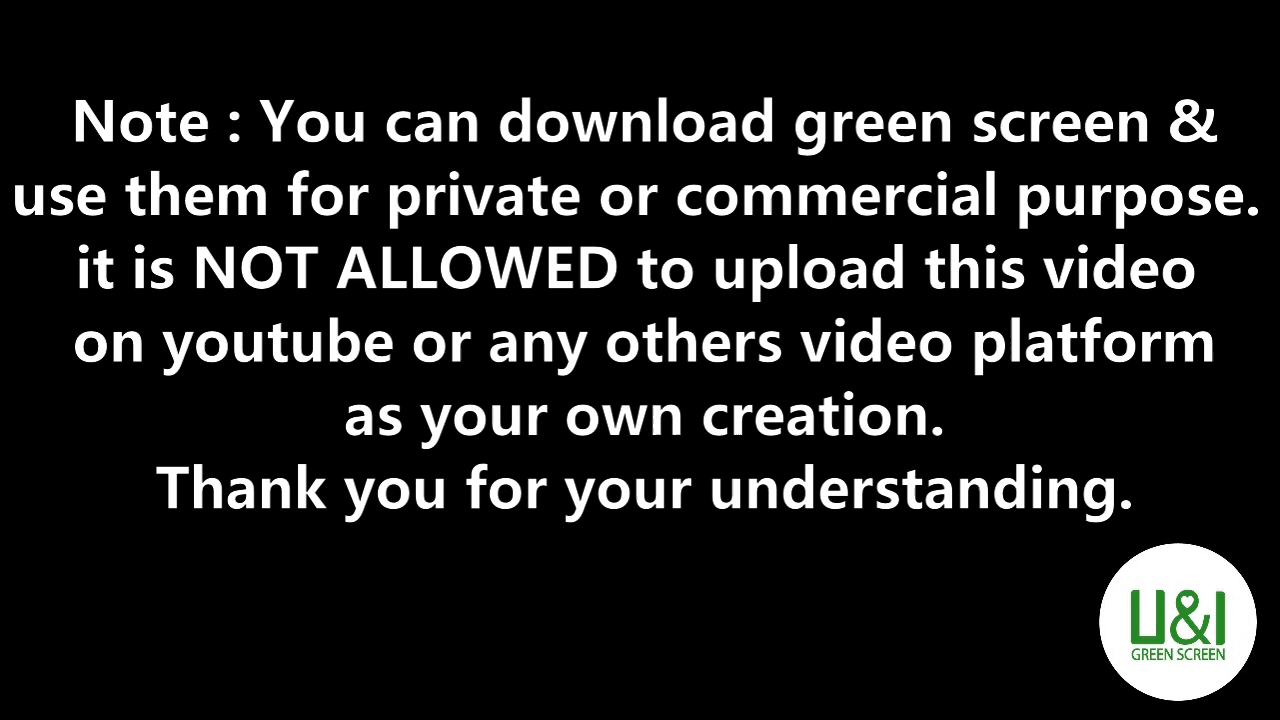 Note : You can download green screen &
use them for private or commercial purpose.
it is NOT ALLOWED to upload this video
on youtube or any others video platform
as your own creation.
Thank you for your understanding.
U&I
GREEN SCREEN